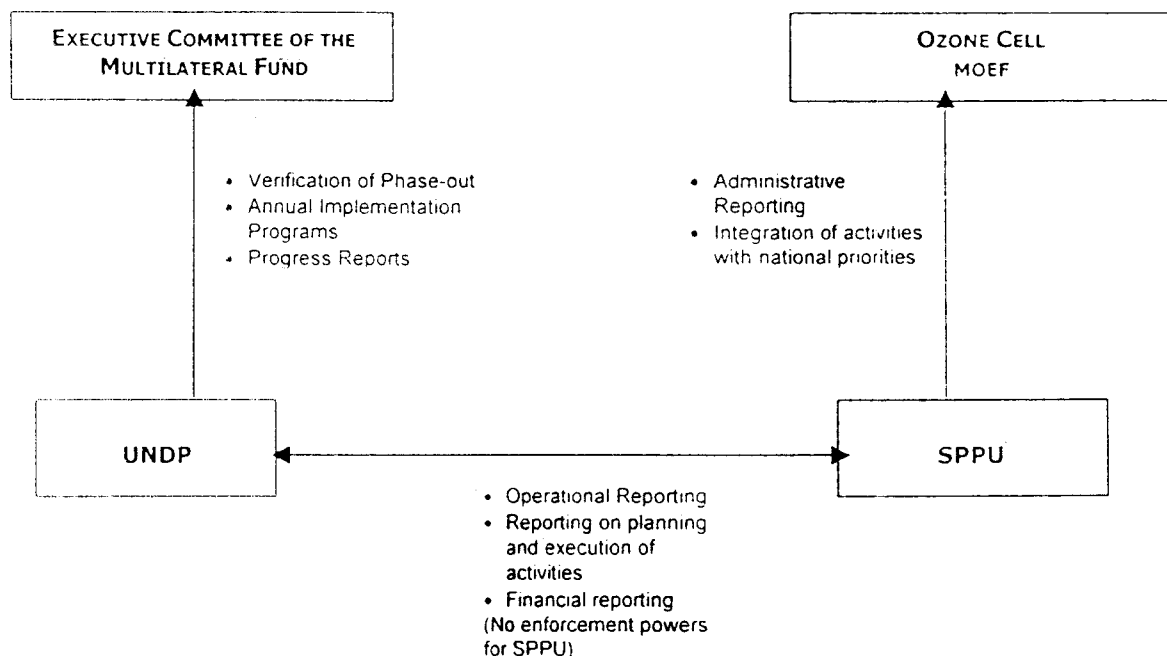 EXECUTIVE COMMITTEE OF THE
MULTILATERAL FUND
OZONE CELL
MOEF
• Verification of Phase-out
• Annual Implementation
Programs
• Progress Reports
• Administrative
Reporting
• Integration of activities
with national priorities
UNDP
SPPU
• Operational Reporting
• Reporting on planning
and execution of
activities
• Financial reporting
(No enforcement powers
for SPPU)